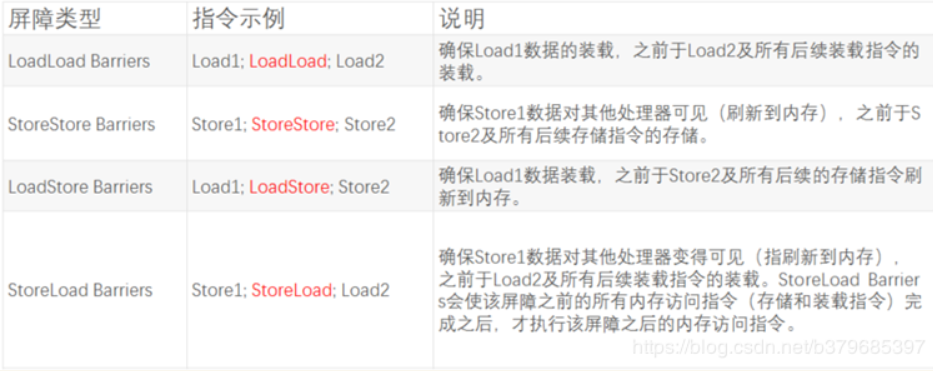 屏障类型 指令示例 说明
LoadLoad Barriers Load1; LoadLoad; Load2 确保Load1数据的装载，之前于Load2及所有后续装载指令的
装载。
StoreStore Barriers Store1; StoreStore; Store2 确保Store1数据对其他处理器可见（刷新到内存），之前于S
tore2及所有后续存储指令的存储。
LoadStore Barriers Load1; LoadStore; Store2 确保Load1数据装载，之前于Store2及所有后续的存储指令刷
新到内存。
StoreLoad Barriers Store1; StoreLoad; Load2 确保Store1数据对其他处理器变得可见（指刷新到内存），
之前于Load2及所有后续装载指令的装载。StoreLoad Barrier
s会使该屏障之前的所有内存访问指令（存储和装载指令）完
成之后，才执行该屏障之后的内存访问指令。
https://blog.csdn.net/b379685397